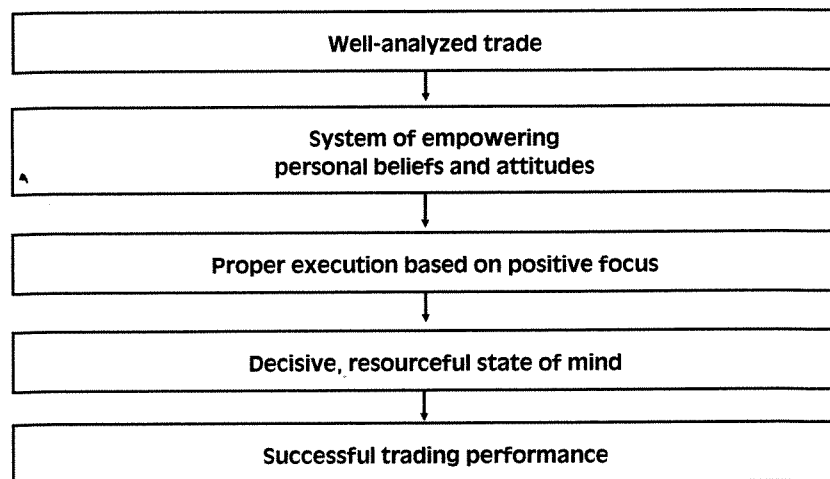 Well-analyzed trade
System of empowering
personal beliefs and attitudes
Proper execution based on positive focus
Decisive, resourceful state of mind
Successful trading performance